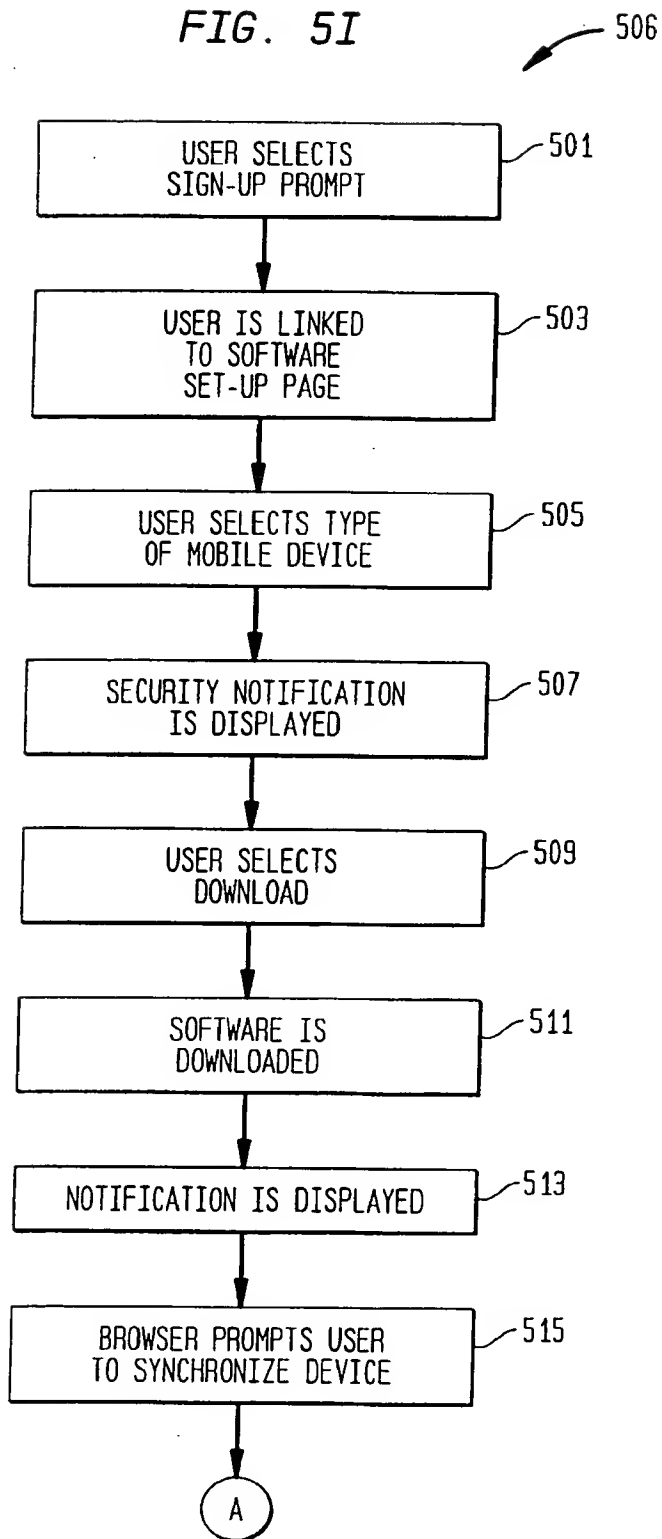 FIG. 5I
506
USER SELECTS
SIGN-UP PROMPT
501
USER IS LINKED
TO SOFTWARE
SET-UP PAGE
503
USER SELECTS TYPE
OF MOBILE DEVICE
505
SECURITY NOTIFICATION
IS DISPLAYED
507
USER SELECTS
DOWNLOAD
509
SOFTWARE IS
DOWNLOADED
511
NOTIFICATION IS DISPLAYED
513
BROWSER PROMPTS USER
TO SYNCHRONIZE DEVICE
515
A